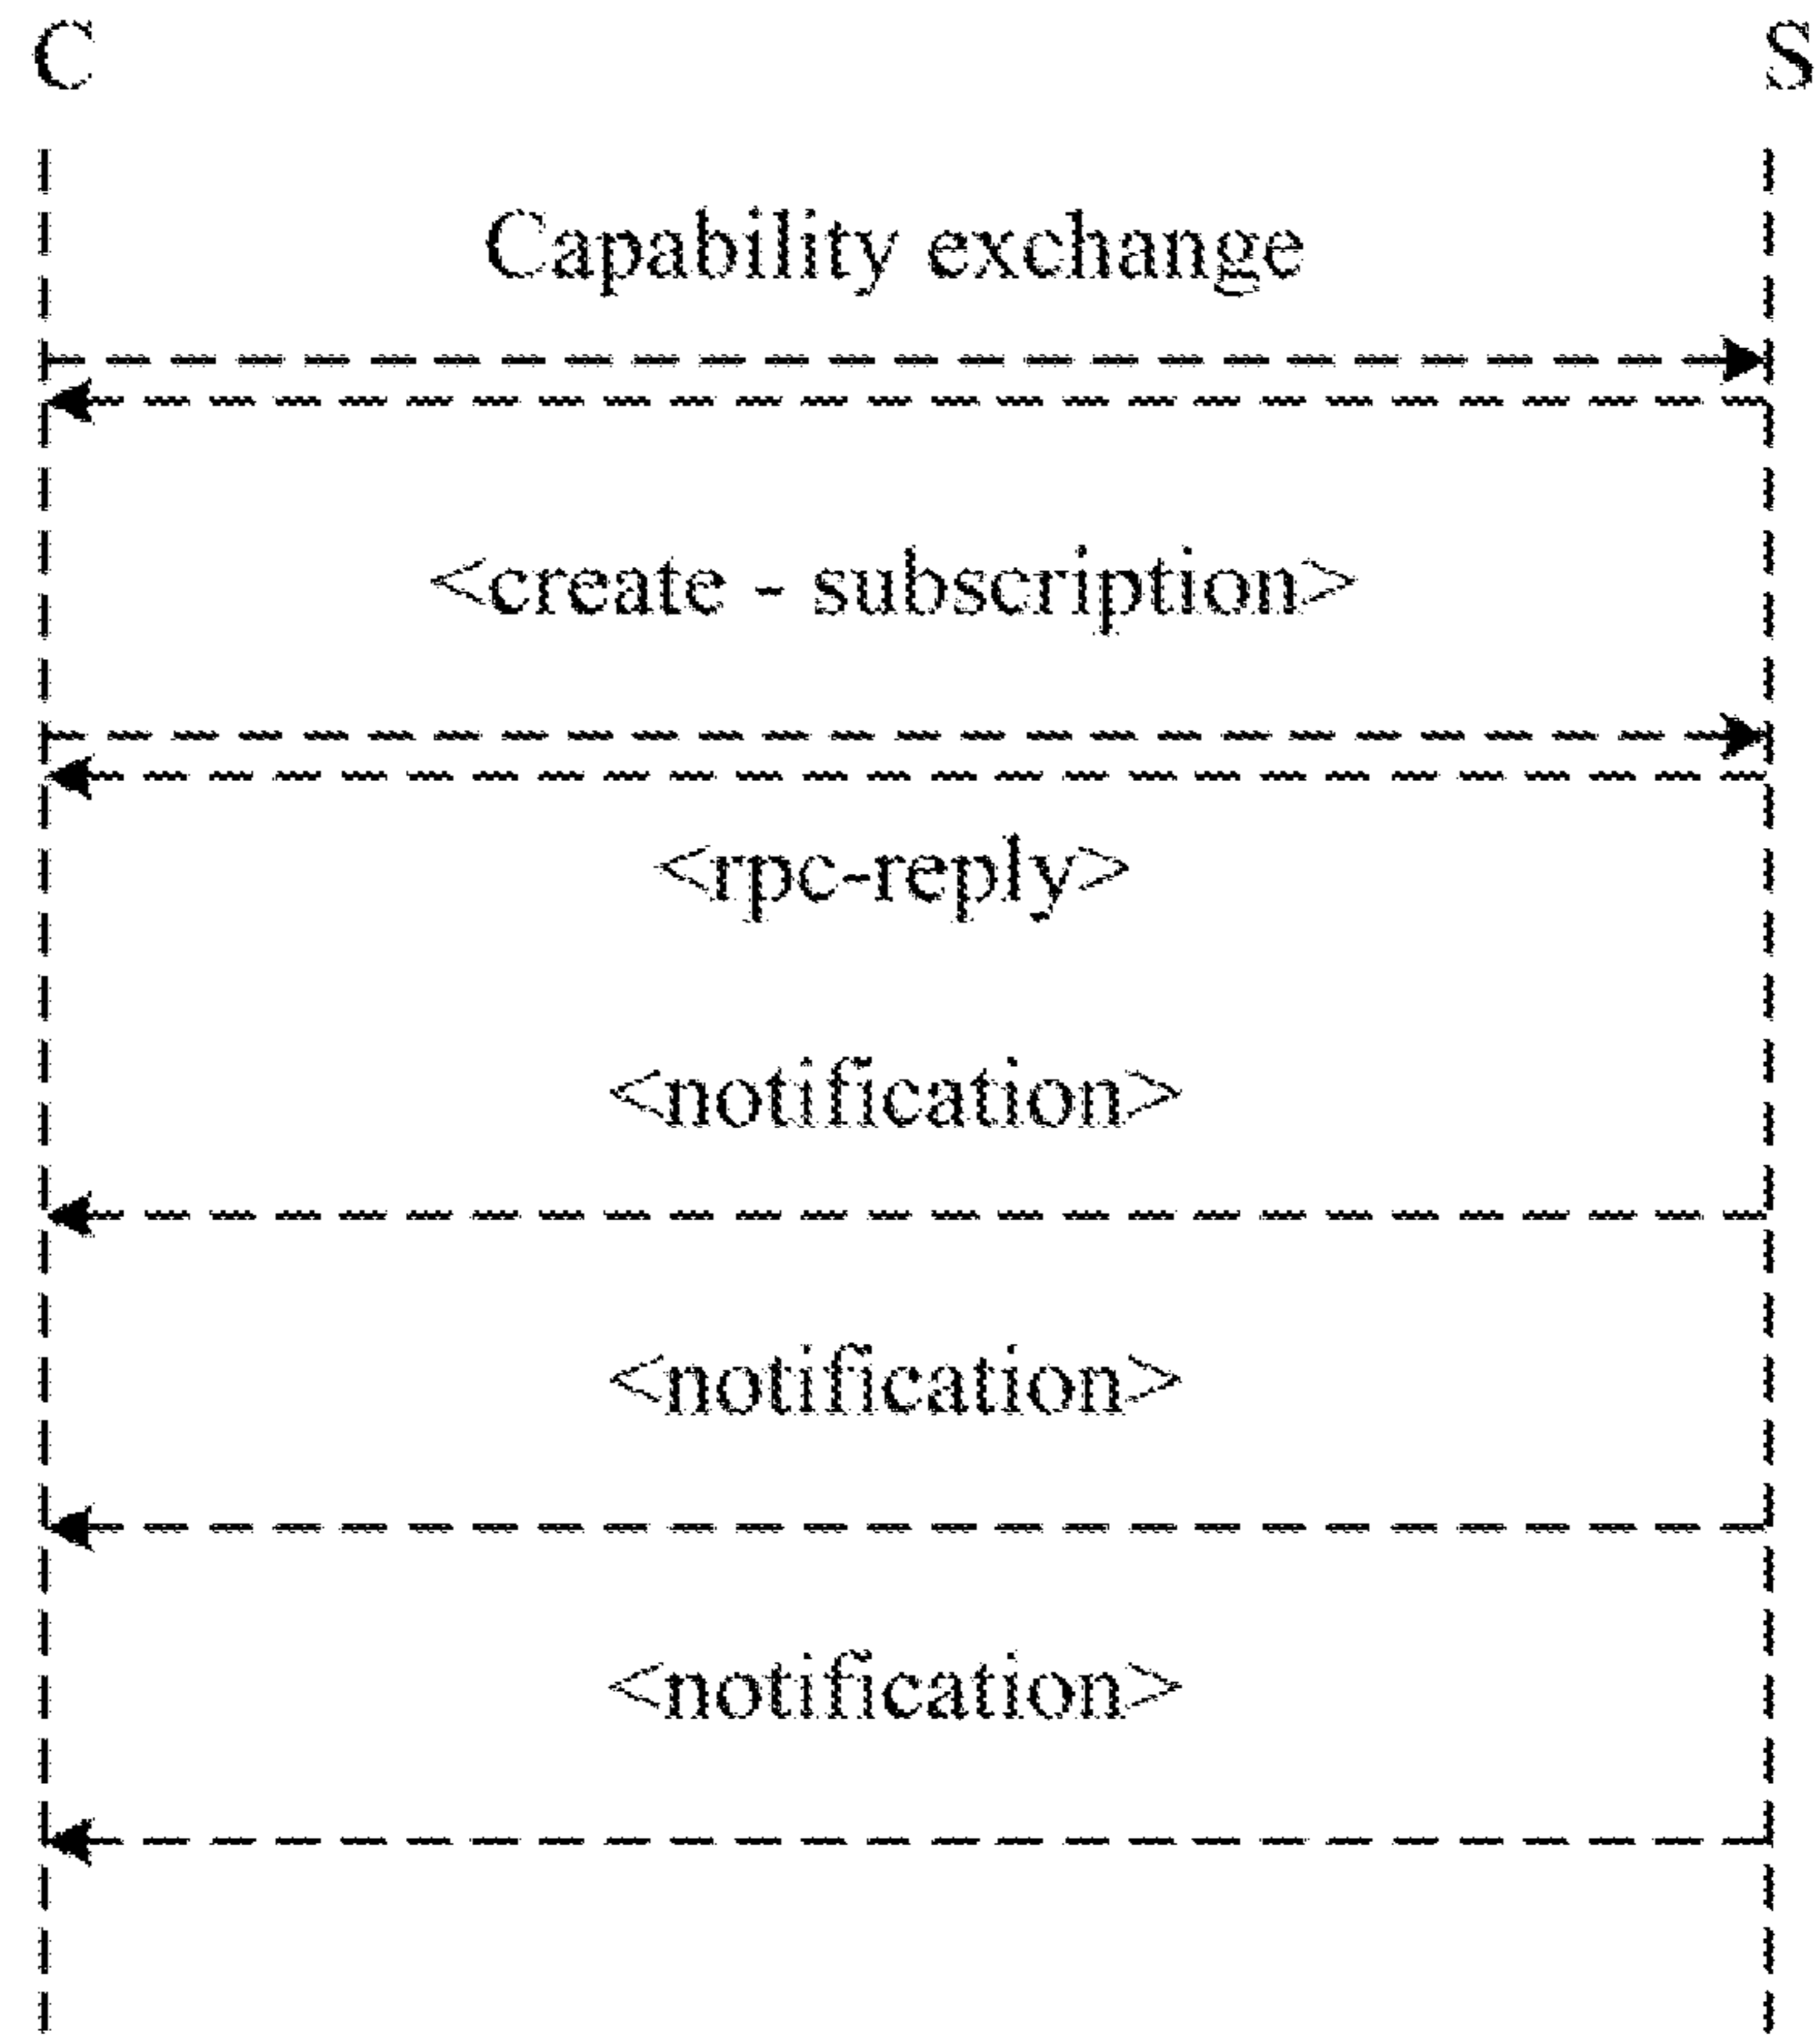 C S
Capability exchange
<create - subscription>
<rpc-reply>
<notification>
<notification>
<notification>